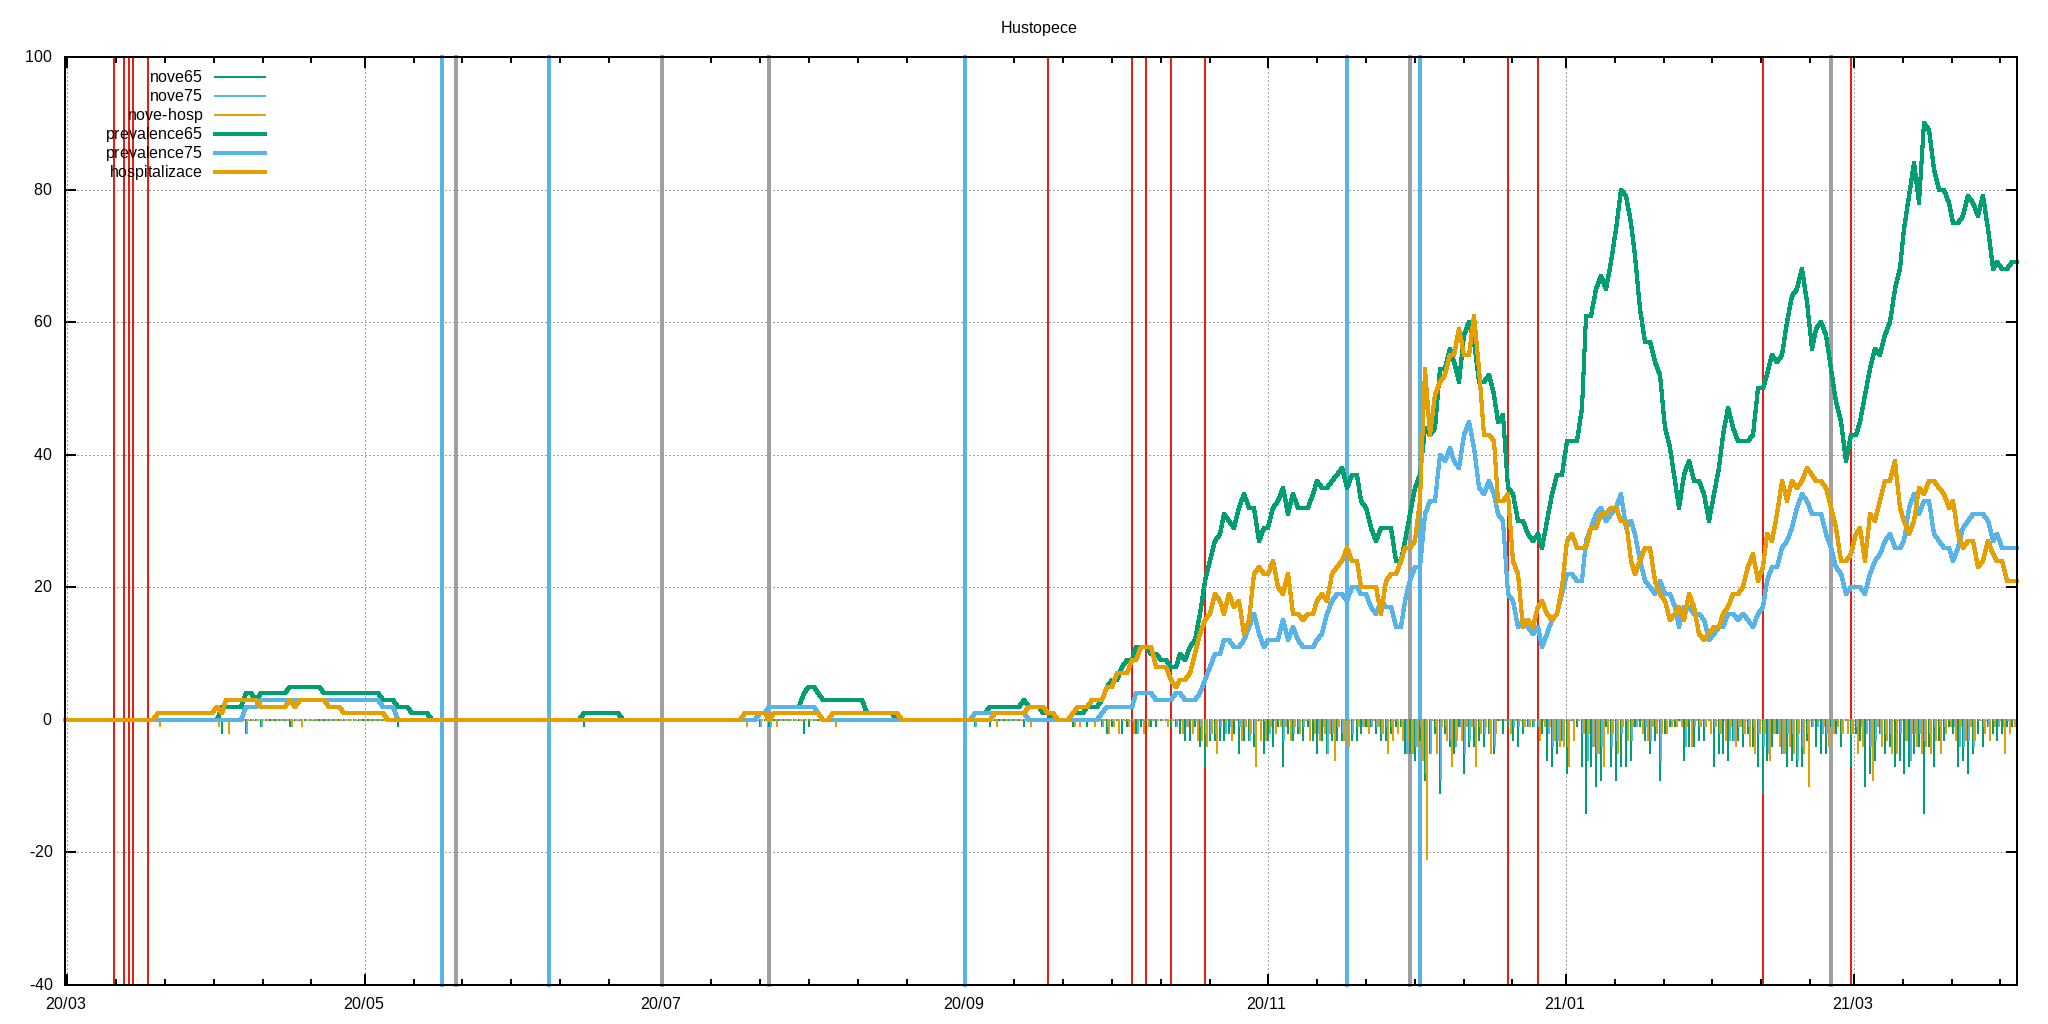 Hustopece
100
nove65
nove75
nove-hosp
prevalence65
prevalence75
hospitalizace
80
60
40
20
0
-20
-40
20/03 20/05 20/07 20/09 20/11 21/01 21/03